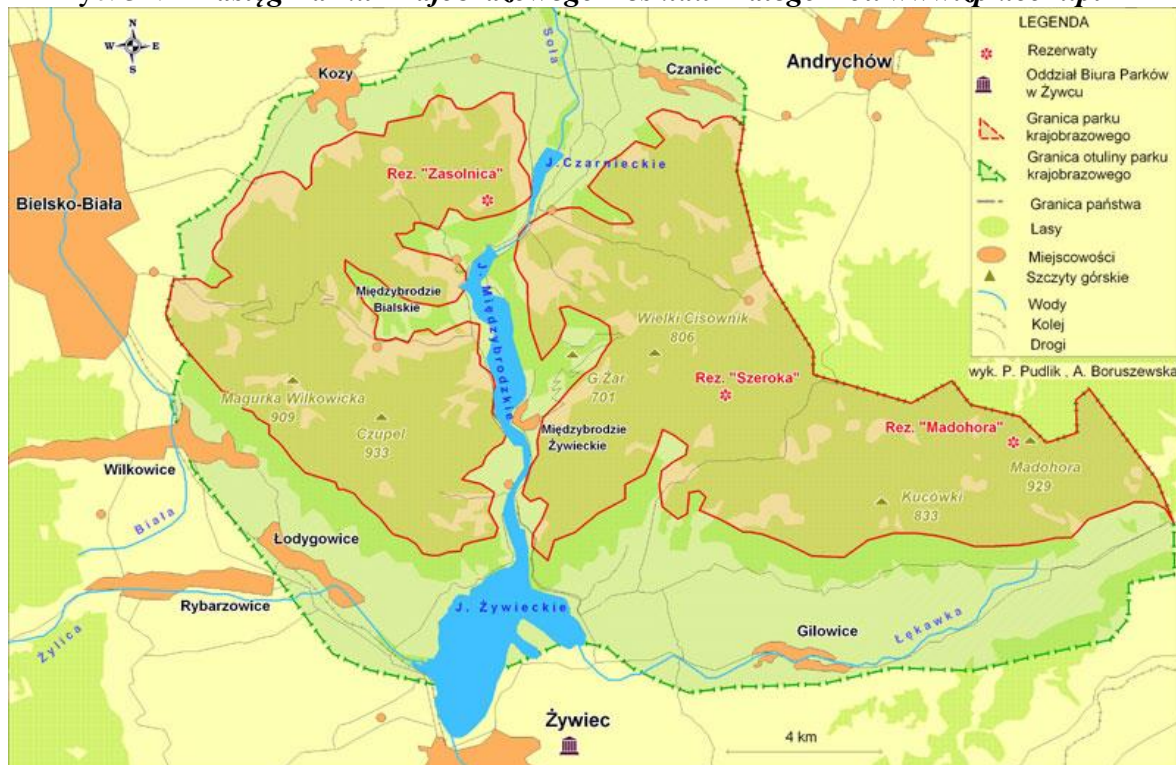 N
W E
S
Kozy
Soła
Czaniec
Andrychów
J. Czarnieckie
Rez. "Zasolnica"
Bielsko-Biała
J. Międzybrodzkie
Międzybrodzie
Bialskie
Wielki Cisownik
806
G.Żar
701
Rez. "Szeroka"
Magurka Wilkowicka
909
Czupel
933
Międzybrodzie
Żywieckie
Rez. "Madohora"
Madohora
929
Kucówki
833
Wilkowice
Biała
Łodygowice
Rybarzowice
Żylica
J. Żywieckie
Gilowice
Łękawka
Żywiec
4 km
LEGENDA
Rezerwaty
Oddział Biura Parków
w Żywcu
Granica parku
krajobrazowego
Granica otuliny parku
krajobrazowego
Granica państwa
Lasy
Miejscowości
Szczyty górskie
Wody
Kolej
Drogi
wyk. P. Pudlik , A. Boruszewska